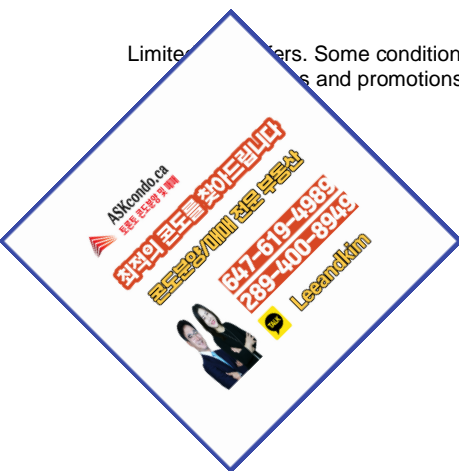 Limite ers. Some condition
s and promotions
ASKcondo.ca
토론토 콘도분양 및 매매
최적의 콘도를 찾아드립니다
콘도분양/매매 전문 부동산
647-619-4989
289-400-8949
TALK
Leeandkim